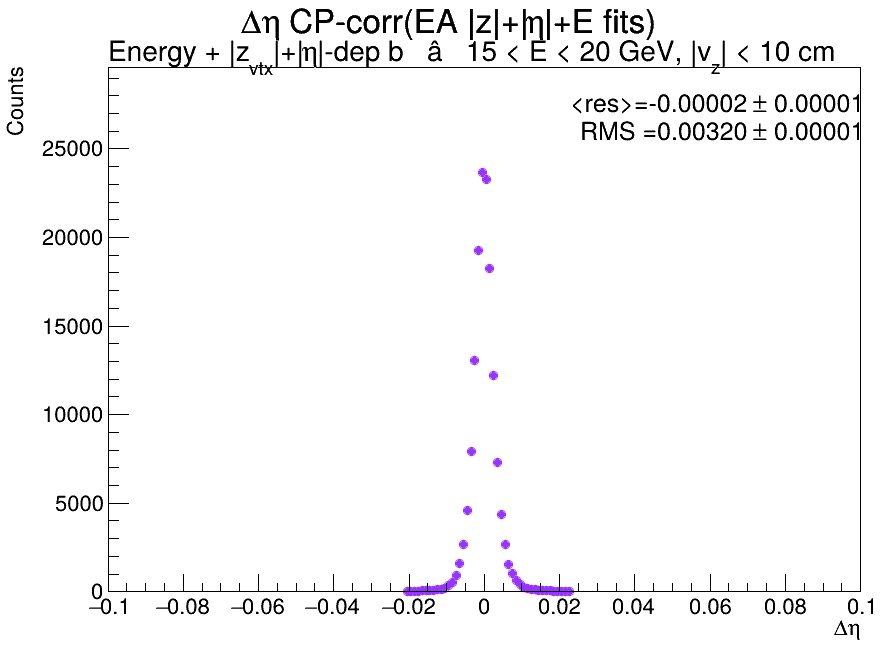 Δη CP-corr(EA |z|+|η|+E fits)
Energy + |z_vtx|+|η|-dep b â 15 < E < 20 GeV, |v_z| < 10 cm
<res>=-0.00002 ± 0.00001
RMS =0.00320 ± 0.00001
Counts
25000
20000
15000
10000
5000
0
−0.1 −0.08 −0.06 −0.04 −0.02 0 0.02 0.04 0.06 0.08 0.1
Δη